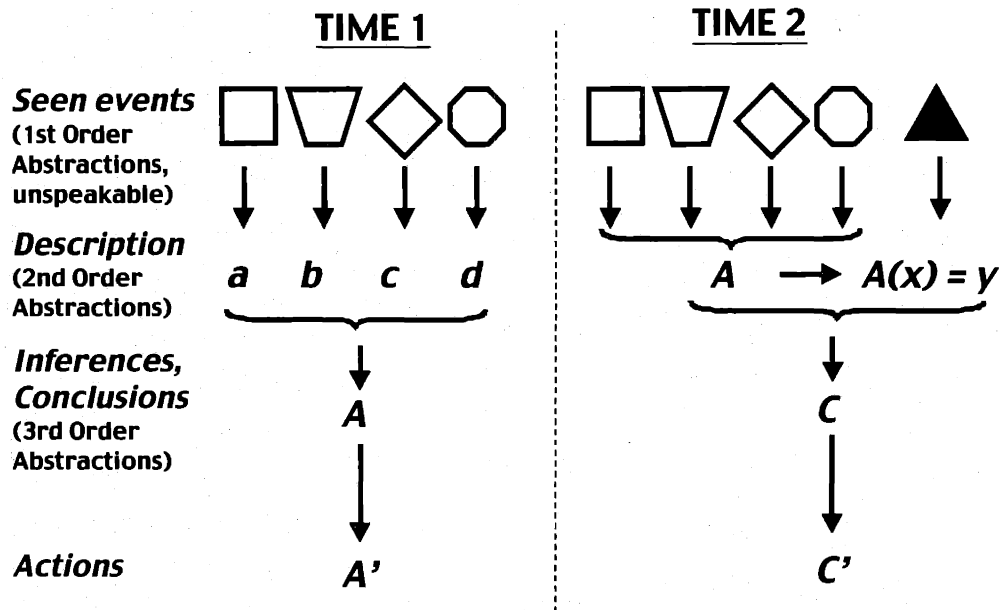 TIME 1
TIME 2
Seen events
(1st Order
Abstractions,
unspeakable)
Description
(2nd Order
Abstractions)
a b c d
A A(x) = y
Inferences,
Conclusions
(3rd Order
Abstractions)
A
C
Actions
A'
C'